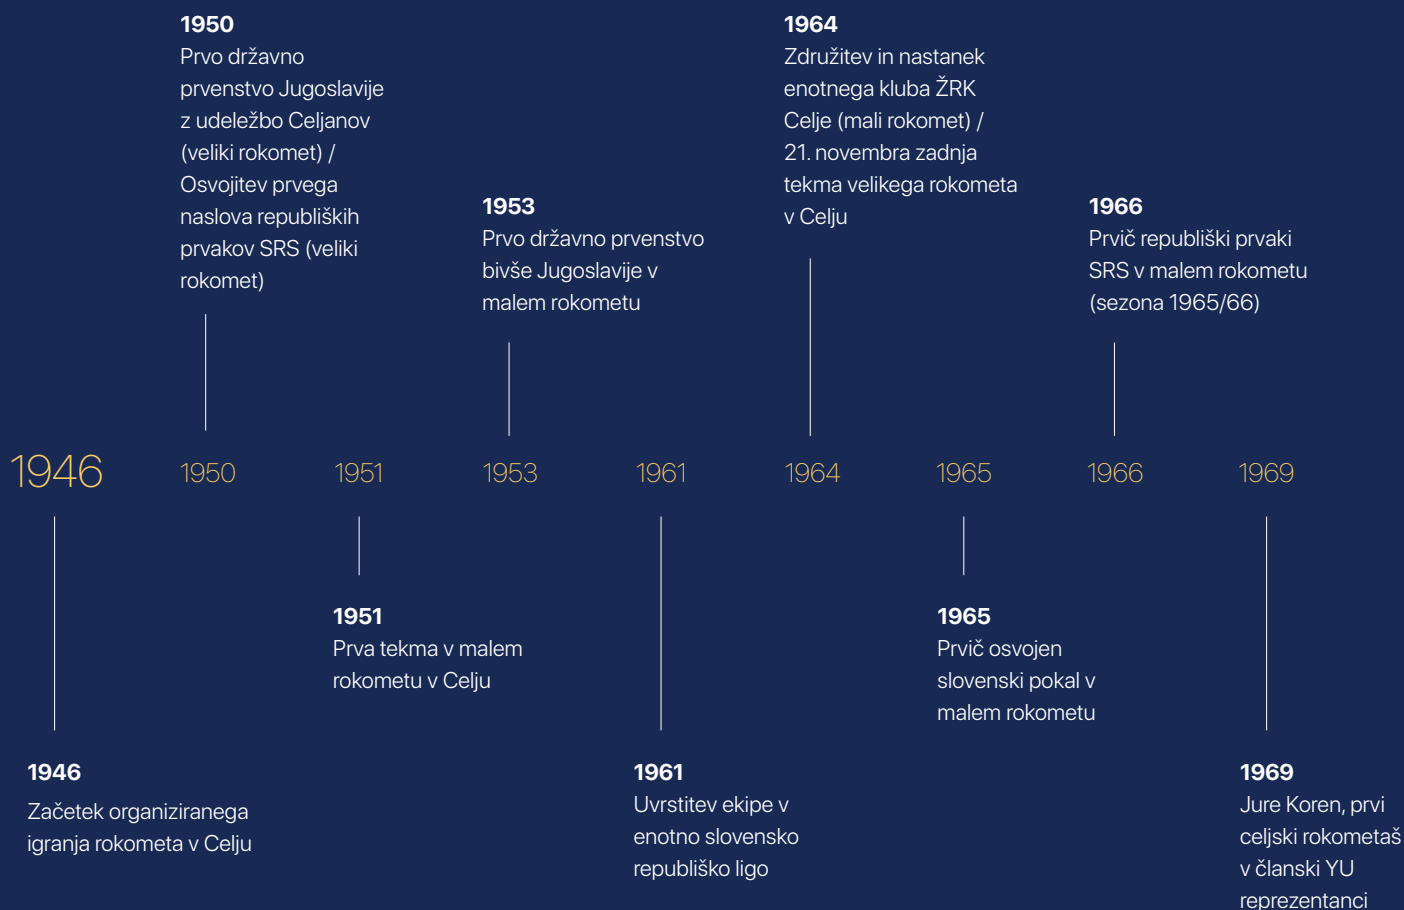 1950
Prvo državno
prvenstvo Jugoslavije
z udeležbo Celjanov
(veliki rokomet) /
Osvojitev prvega
naslova republiških
prvakov SRS (veliki
rokomet)
1953
Prvo državno prvenstvo
bivše Jugoslavije v
malem rokometu
1964
Združitev in nastanek
enotnega kluba ŽRK
Celje (mali rokomet) /
21. novembra zadnja
tekma velikega rokometa
v Celju
1966
Prvič republiški prvaki
SRS v malem rokometu
(sezona 1965/66)
1946
1950
1951
1953
1961
1964
1965
1966
1969
1946
Začetek organiziranega
igranja rokometa v Celju
1951
Prva tekma v malem
rokometu v Celju
1961
Uvrstitev ekipe v
enotno slovensko
republiško ligo
1965
Prvič osvojen
slovenski pokal v
malem rokometu
1969
Jure Koren, prvi
celjski rokometaš
v članski YU
reprezentanci